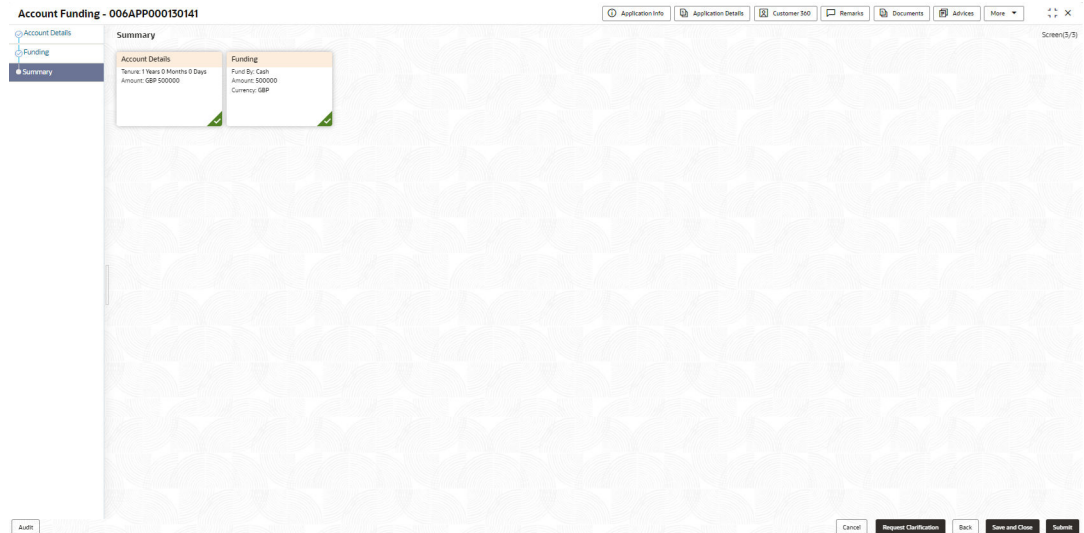 Account Funding - 006APP000130141
Application Info
Application Details
Customer 360
Remarks
Documents
Advices
More
Account Details
Funding
Summary
Summary
Screen(3/3)
Account Details
Tenure: 1 Years 0 Months 0 Days
Amount: GBP 500000
Funding
Fund By: Cash
Amount: 500000
Currency: GBP
Audit
Cancel
Request Clarification
Back
Save and Close
Submit